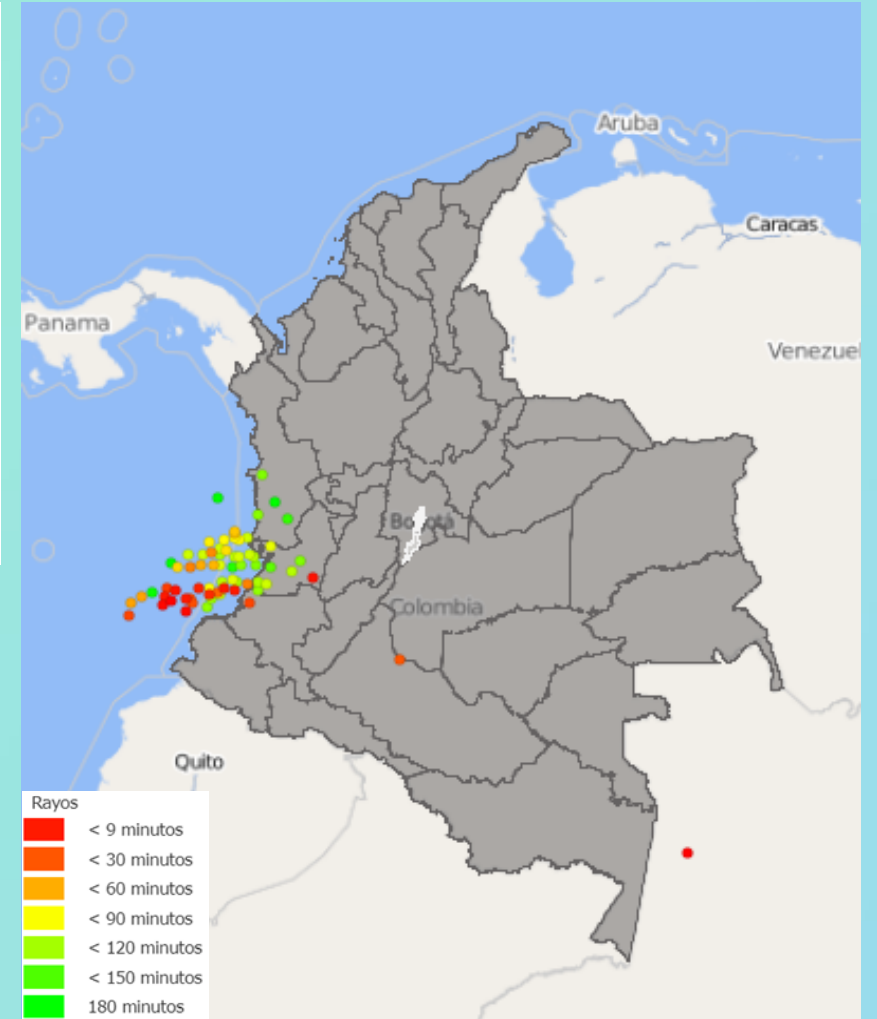 Aruba
Caracas
Panama
Venezuel
Bogotá
Colombia
Quito
Rayos
< 9 minutos
< 30 minutos
< 60 minutos
< 90 minutos
< 120 minutos
< 150 minutos
180 minutos